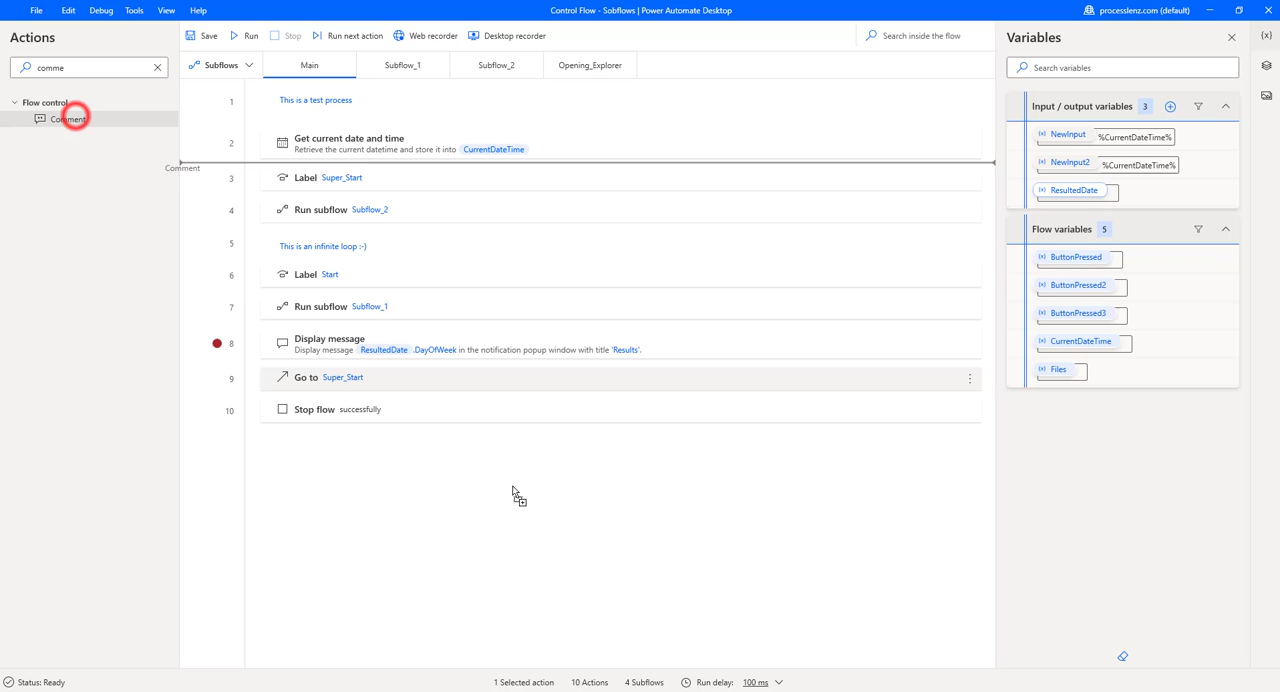 File Edit Debug Tools View Help
Control Flow - Sobflows | Power Automate Desktop
processlenz.com (default)
Actions
comme
Flow control
Comment
Save Run Stop Run next action Web recorder Desktop recorder
Search inside the flow
Subflows Main Subflow_1 Subflow_2 Opening_Explorer
1 This is a test process
2 Get current date and time
Retrieve the current datetime and store it into CurrentDateTime
Comment
3 Label Super_Start
4 Run subflow Subflow_2
5 This is an infinite loop :-)
6 Label Start
7 Run subflow Subflow_1
8 Display message
Display message ResultedDate .DayOfWeek in the notification popup window with title 'Results'.
9 Go to Super_Start
10 Stop flow successfully
Variables
Search variables
Input / output variables 3
NewInput %CurrentDateTime%
NewInput2 %CurrentDateTime%
ResultedDate
Flow variables 5
ButtonPressed
ButtonPressed2
ButtonPressed3
CurrentDateTime
Files
{x}
Status: Ready
1 Selected action 10 Actions 4 Subflows Run delay: 100 ms